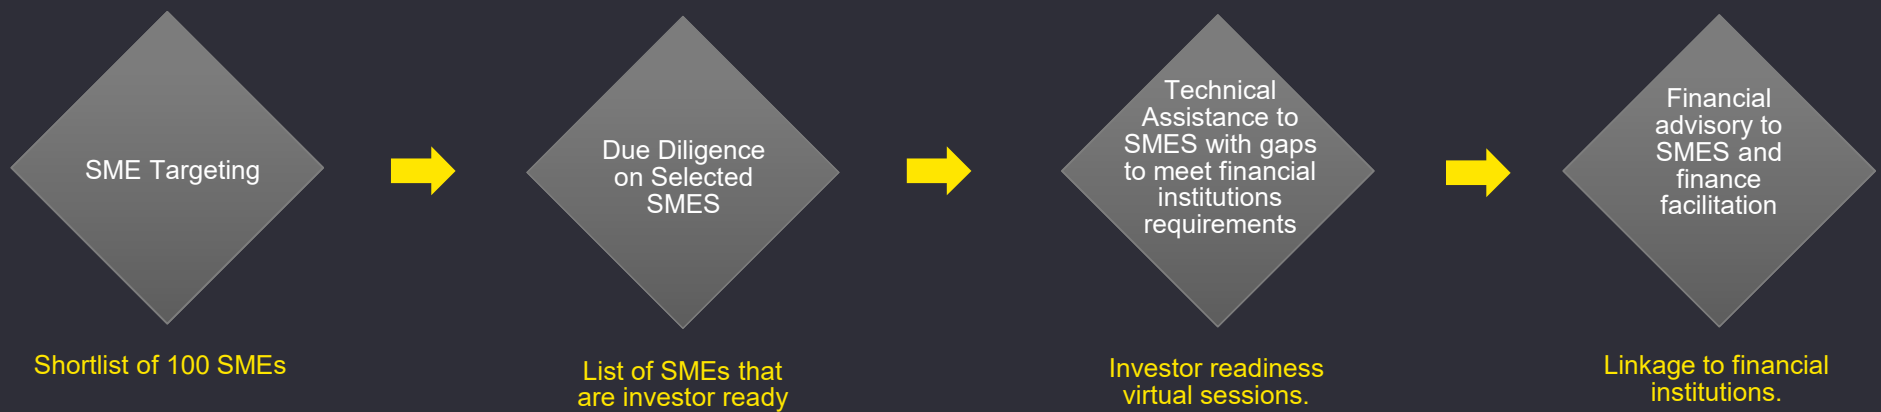 SME Targeting
Shortlist of 100 SMEs
Due Diligence
on Selected
SMES
List of SMEs that
are investor ready
Technical
Assistance to
SMES with gaps
to meet financial
institutions
requirements
Investor readiness
virtual sessions.
Financial
advisory to
SMES and
finance
facilitation
Linkage to financial
institutions.